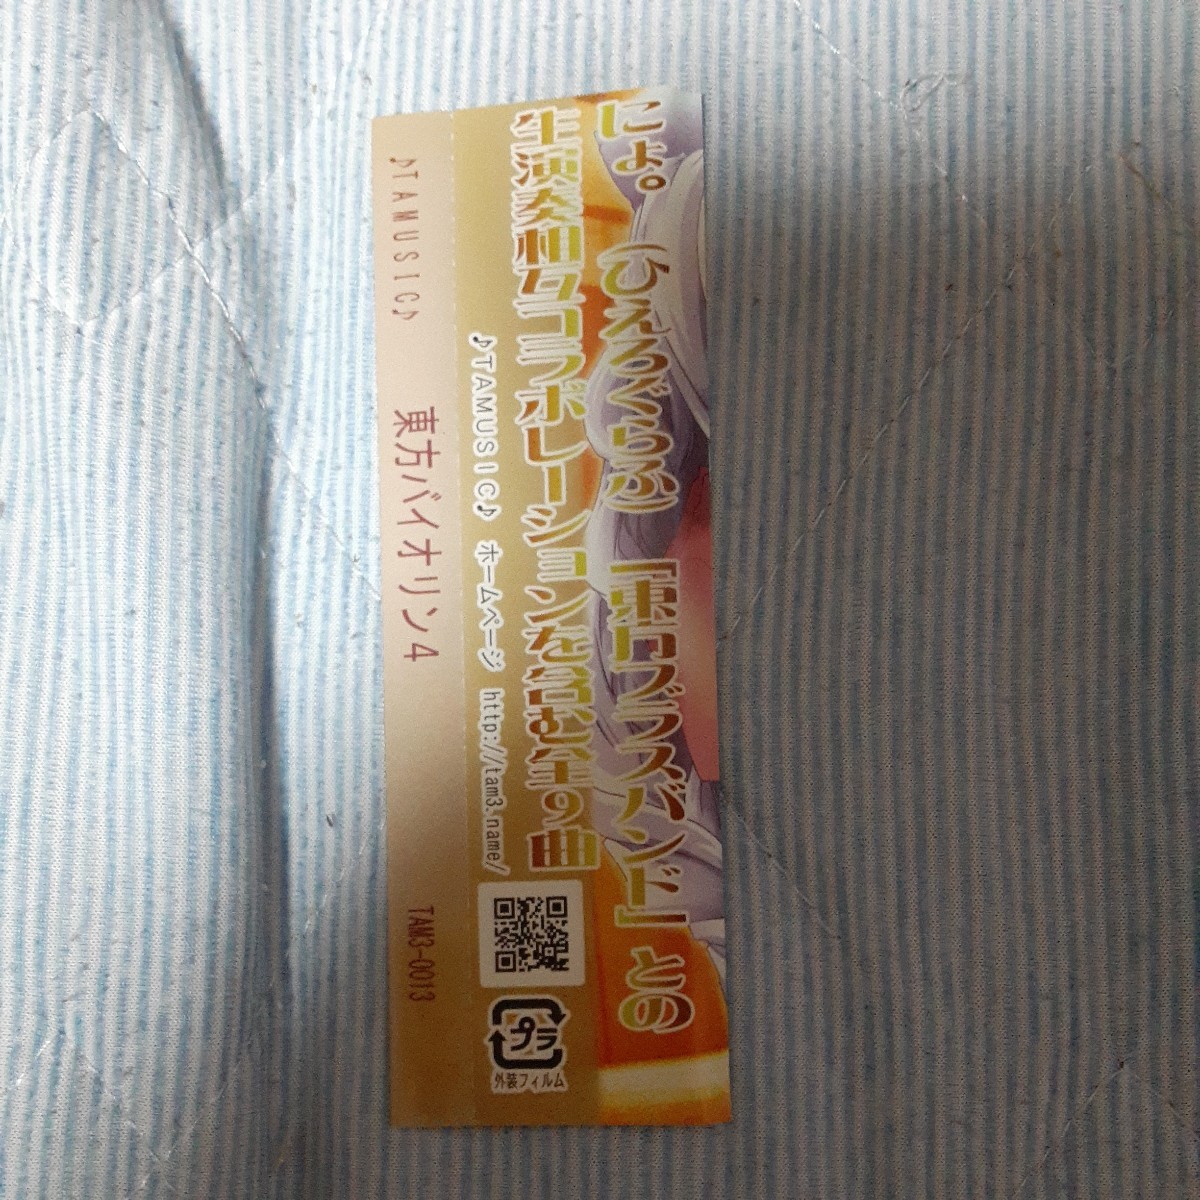 にょ。 (ひえるぐらふ) 「東方ブラスバンド」 との
生演奏相互コラボレーションを含む全９曲
♪TAMUSIC♪ ホームページ http://tam3.name/
プラ
外装フィルム
♪TAMUSIC♪ 東方バイオリン4 TAM3-0013